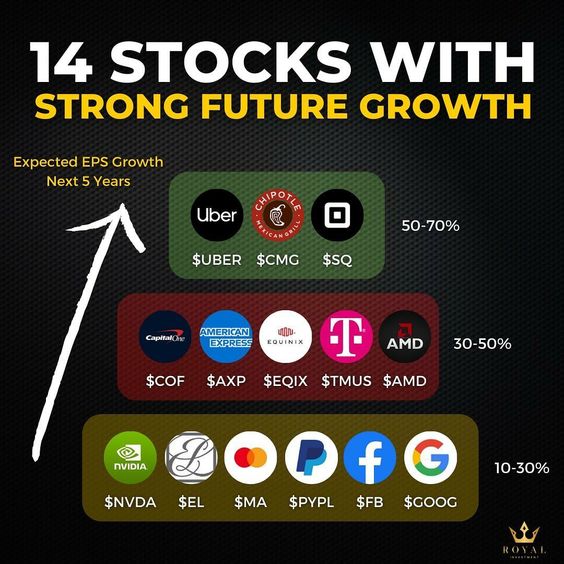 14 STOCKS WITH
STRONG FUTURE GROWTH
Expected EPS Growth
Next 5 Years
Uber
CHIPOTLE
MEXICAN GRILL
$UBER $CMG $SQ
50-70%
Capital One
AMERICAN
EXPRESS
EQUINIX
T
AMD
$COF $AXP $EQIX $TMUS $AMD
30-50%
NVIDIA
EL
f
G
$NVDA $EL $MA $PYPL $FB $GOOG
10-30%
ROYAL
INVESTMENT